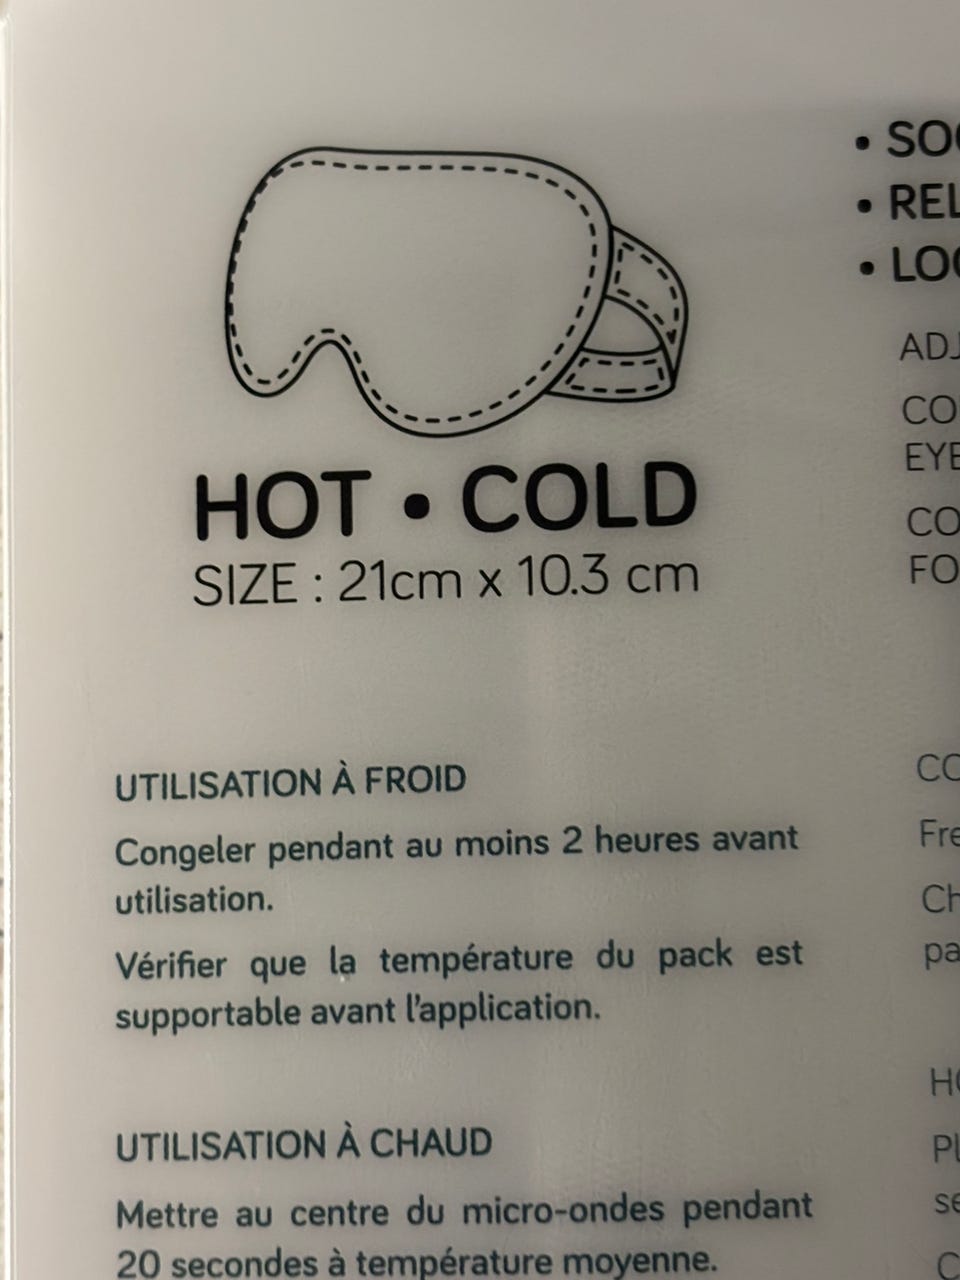 HOT • COLD
SIZE : 21cm x 10.3 cm
UTILISATION À FROID
Congeler pendant au moins 2 heures avant
utilisation.
Vérifier que la température du pack est
supportable avant l'application.
UTILISATION À CHAUD
Mettre au centre du micro-ondes pendant
20 secondes à température moyenne.